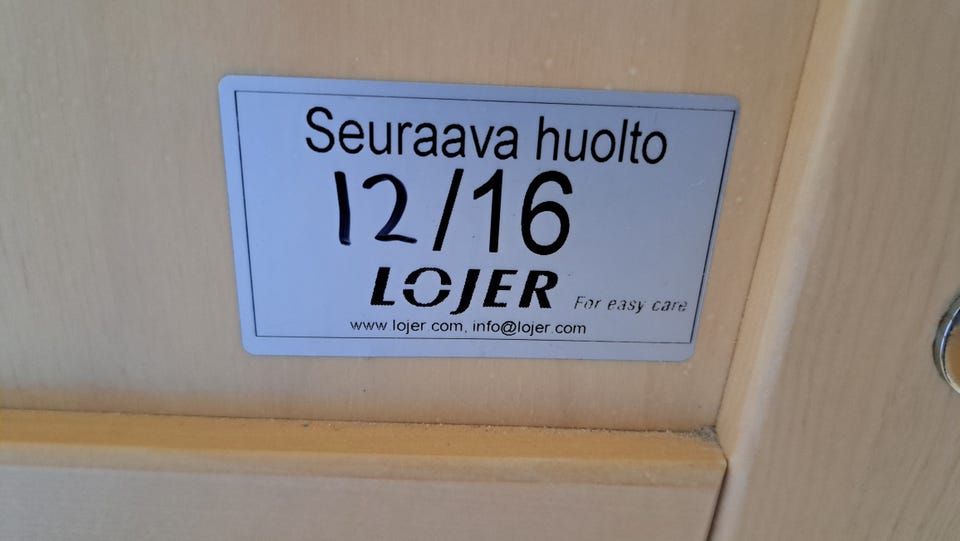 Seuraava huolto
12/16
LOJER For easy care
www.lojer.com, info@lojer.com